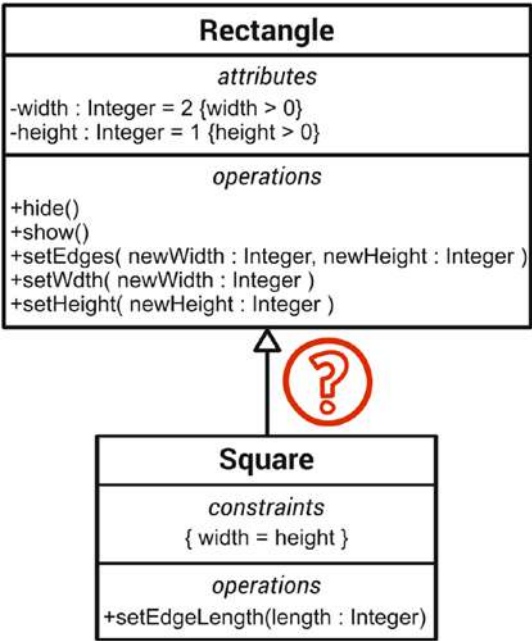 Rectangle
attributes
-width : Integer = 2 {width > 0}
-height : Integer = 1 {height > 0}
operations
+hide()
+show()
+setEdges( newWidth : Integer, newHeight : Integer )
+setWdth( newWidth : Integer )
+setHeight( newHeight : Integer )
?
Square
constraints
{ width = height }
operations
+setEdgeLength(length : Integer)